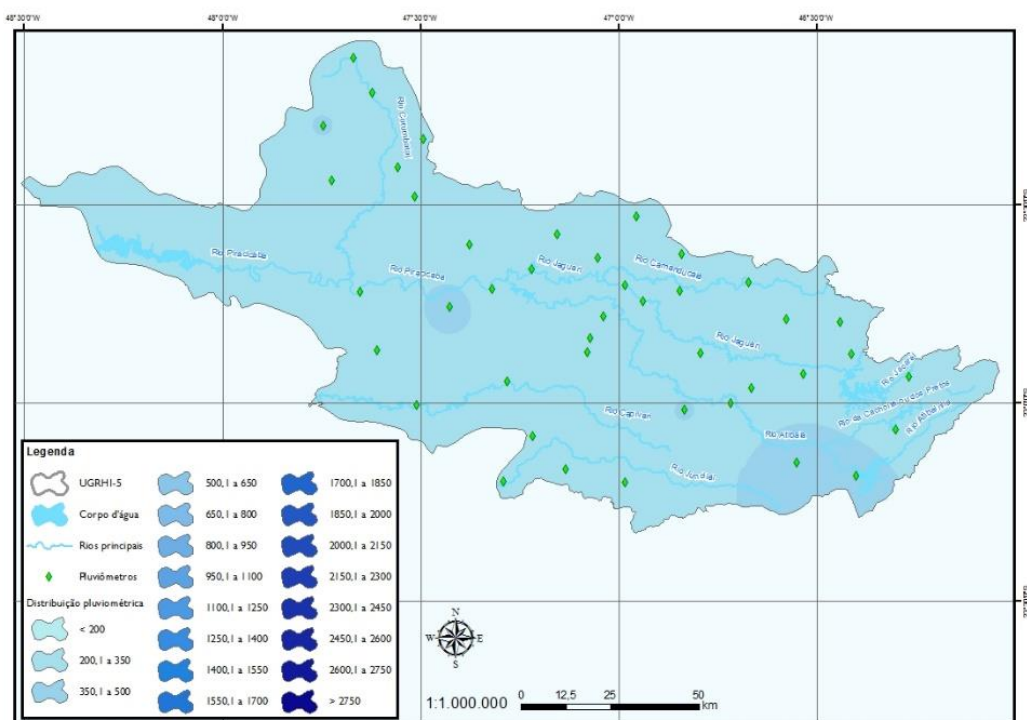 48°30'0"W 48°0'0"W 47°30'0"W 47°0'0"W 46°30'0"W
Rio Corumbataí
Rio Piracicaba
Rio Piracicaba
Rio Jaguari
Rio Camanducaia
Rio Jaguari
Rio Jacareí
Rio da Cachoeira ou dos Pretos
Rio Atibainha
Rio Capivari
Rio Atibaia
Rio Jundiaí
Legenda
UGRHI-5
Corpo d'água
Rios principais
Pluviômetros
Distribuição pluviométrica
< 200
200,1 a 350
350,1 a 500
500,1 a 650
650,1 a 800
800,1 a 950
950,1 a 1100
1100,1 a 1250
1250,1 a 1400
1400,1 a 1550
1550,1 a 1700
1700,1 a 1850
1850,1 a 2000
2000,1 a 2150
2150,1 a 2300
2300,1 a 2450
2450,1 a 2600
2600,1 a 2750
> 2750
N
W E
S
1:1.000.000
0 12,5 25 50
km